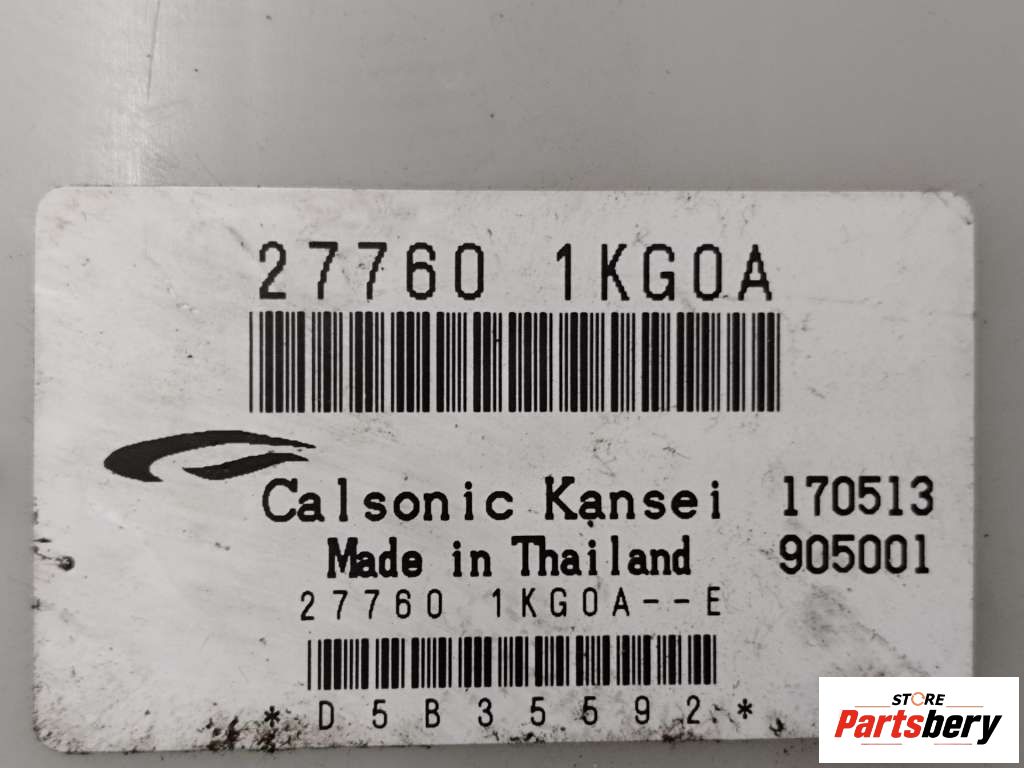 27760 1KG0A
Calsonic Kansei 170513
Made in Thailand 905001
27760 1KG0A--E
*D5B35592*
STORE
Partsbery